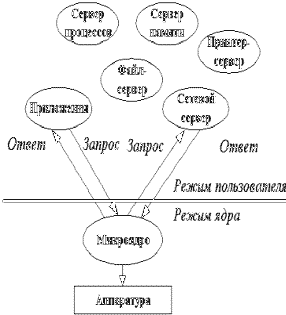 Сервер
процессов
Сервер
памяти
Принтер-
сервер
Файл-
сервер
Приложения
Сетевой
сервер
Ответ
Запрос
Запрос
Ответ
Режим пользователя
Режим ядра
Микроядро
Аппаратура